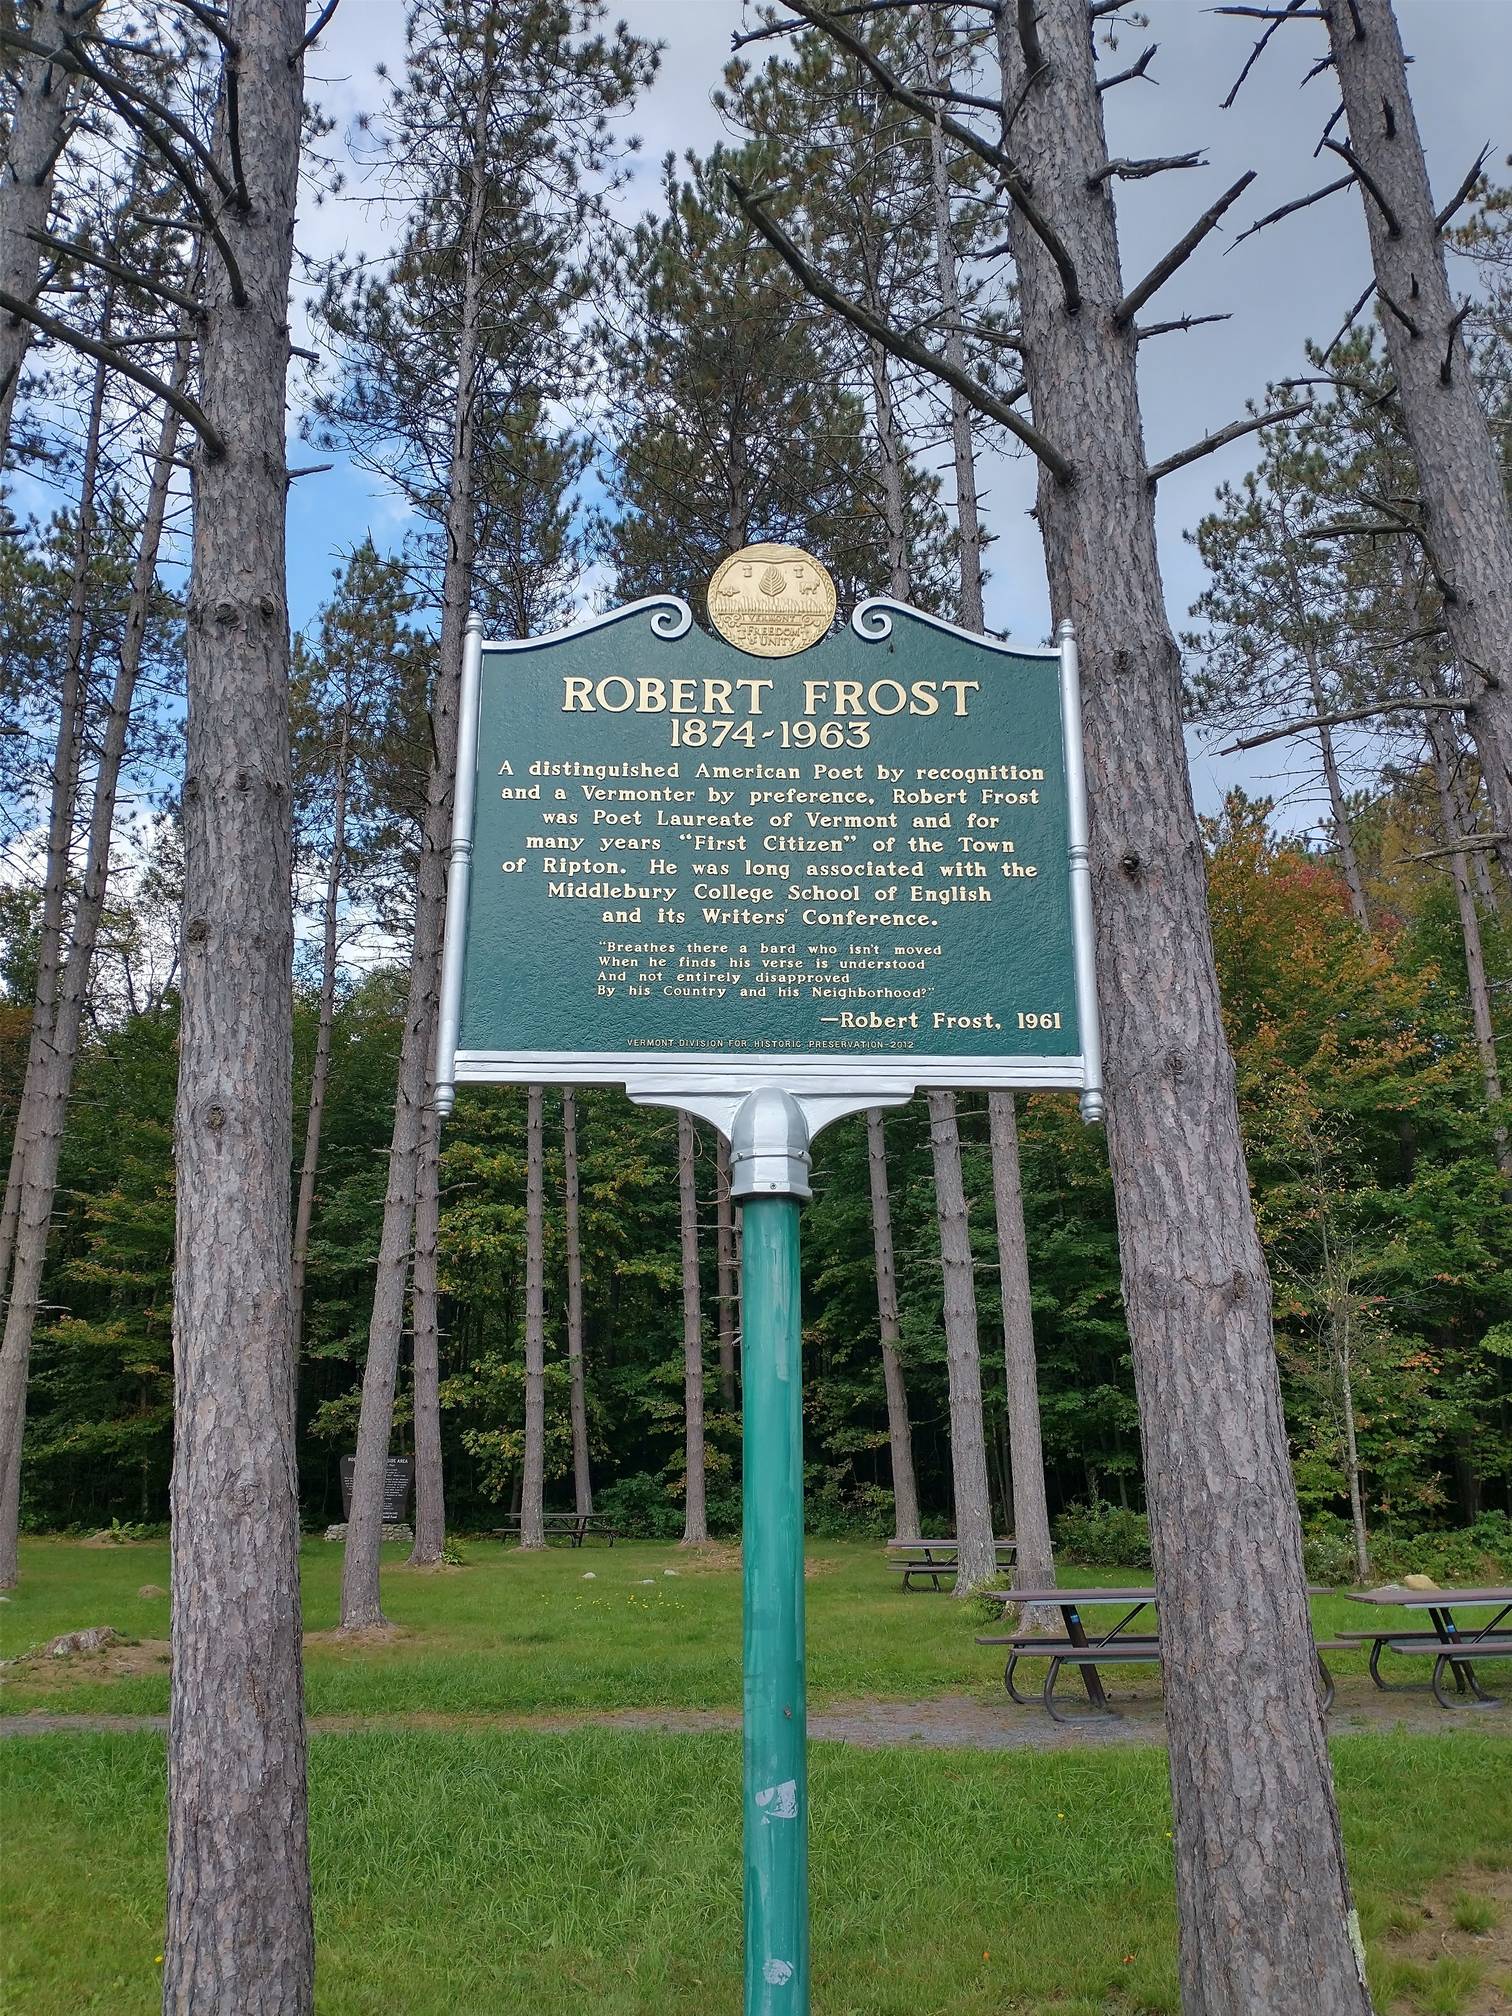 VERMONT
FREEDOM
& UNITY
ROBERT FROST
1874-1963
A distinguished American Poet by recognition
and a Vermonter by preference, Robert Frost
was Poet Laureate of Vermont and for
many years "First Citizen" of the Town
of Ripton. He was long associated with the
Middlebury College School of English
and its Writers' Conference.
"Breathes there a bard who isn't moved
When he finds his verse is understood
And not entirely disapproved
By his Country and his Neighborhood?"
—Robert Frost, 1961
VERMONT DIVISION FOR HISTORIC PRESERVATION-2012